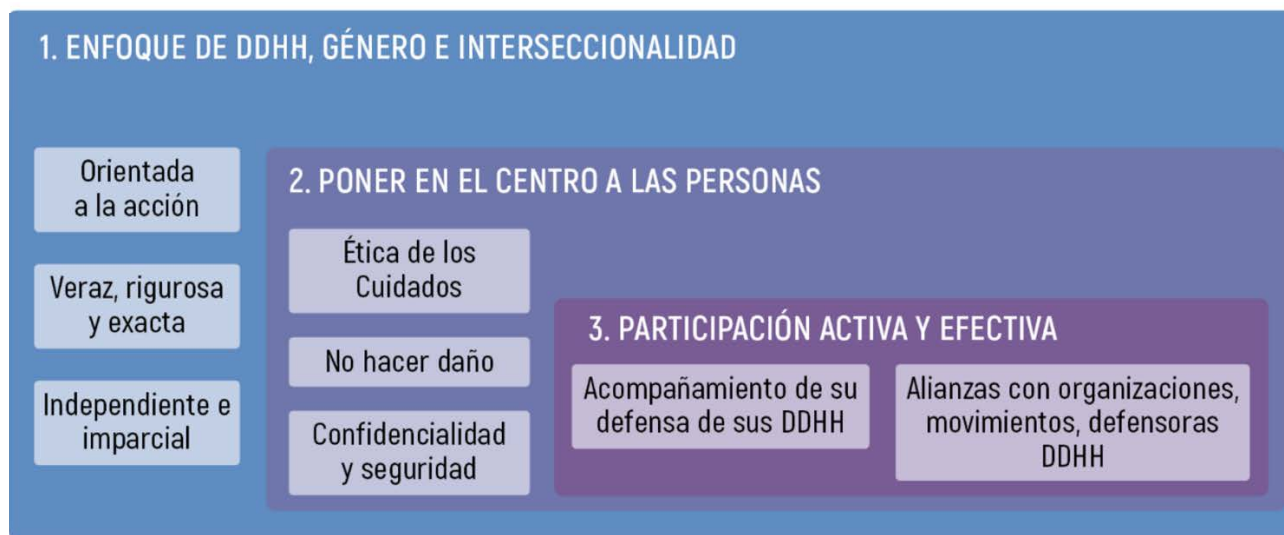 1. ENFOQUE DE DDHH, GÉNERO E INTERSECCIONALIDAD
Orientada
a la acción
Veraz, rigurosa
y exacta
Independiente e
imparcial
2. PONER EN EL CENTRO A LAS PERSONAS
Ética de los
Cuidados
No hacer daño
Confidencialidad
y seguridad
3. PARTICIPACIÓN ACTIVA Y EFECTIVA
Acompañamiento de su
defensa de sus DDHH
Alianzas con organizaciones,
movimientos, defensoras
DDHH